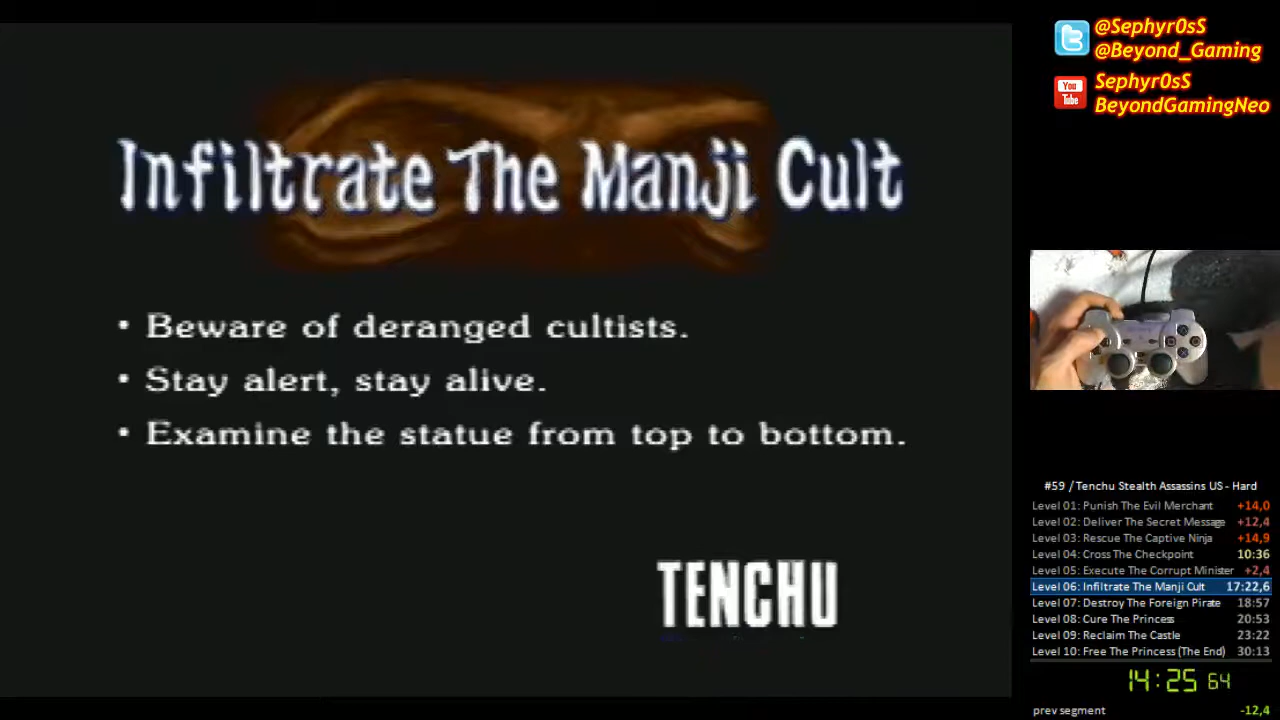 @Sephyr0sS
@Beyond_Gaming
You
Tube
Sephyr0sS
BeyondGamingNeo
Infiltrate The Manji Cult
• Beware of deranged cultists.
• Stay alert, stay alive.
• Examine the statue from top to bottom.
TENCHU
#59 / Tenchu Stealth Assassins US - Hard
Level 01: Punish The Evil Merchant +14,0
Level 02: Deliver The Secret Message +12,4
Level 03: Rescue The Captive Ninja +14,9
Level 04: Cross The Checkpoint 10:36
Level 05: Execute The Corrupt Minister +2,4
Level 06: Infiltrate The Manji Cult 17:22,6
Level 07: Destroy The Foreign Pirate 18:57
Level 08: Cure The Princess 20:53
Level 09: Reclaim The Castle 23:22
Level 10: Free The Princess (The End) 30:13
14:25 64
prev segment -12,4